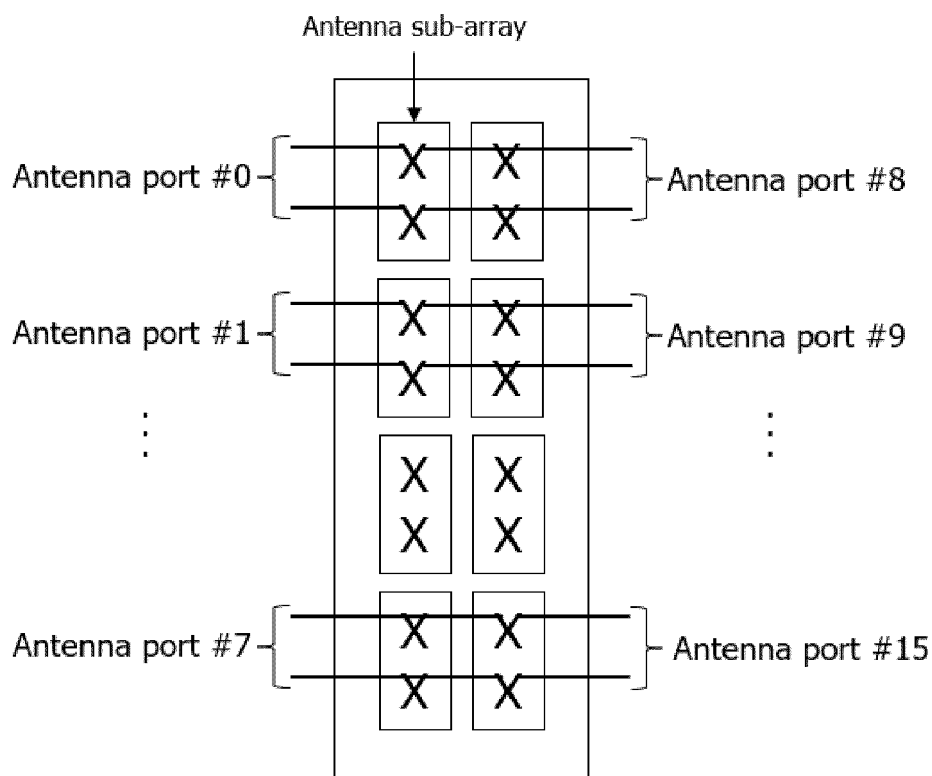 Antenna sub-array
Antenna port #0
Antenna port #8
Antenna port #1
Antenna port #9
Antenna port #7
Antenna port #15